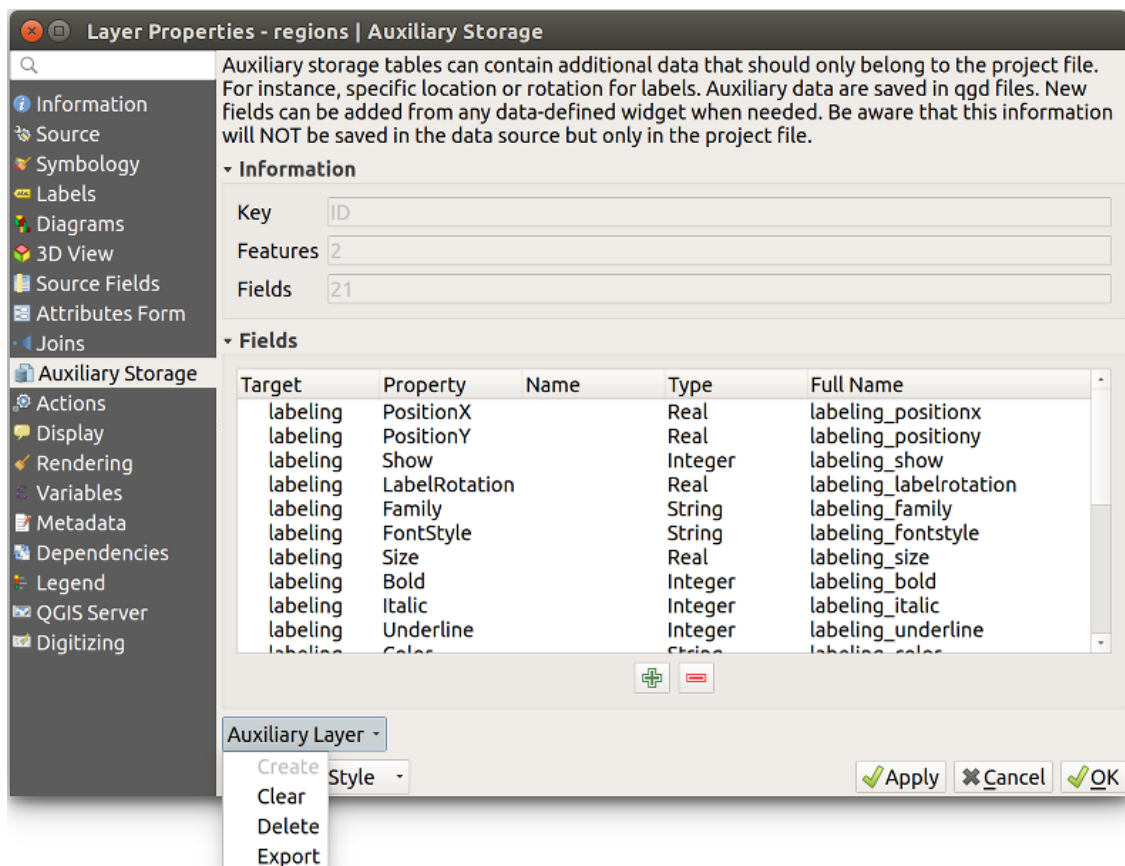 Layer Properties - regions | Auxiliary Storage
Auxiliary storage tables can contain additional data that should only belong to the project file.
For instance, specific location or rotation for labels. Auxiliary data are saved in qgd files. New
fields can be added from any data-defined widget when needed. Be aware that this information
will NOT be saved in the data source but only in the project file.
Information
Source
Symbology
Labels
Diagrams
3D View
Source Fields
Attributes Form
Joins
Auxiliary Storage
Actions
Display
Rendering
Variables
Metadata
Dependencies
Legend
QGIS Server
Digitizing
Information
Key ID
Features 2
Fields 21
Fields
Target Property Name Type Full Name
labeling PositionX Real labeling_positionx
labeling PositionY Real labeling_positiony
labeling Show Integer labeling_show
labeling LabelRotation Real labeling_labelrotation
labeling Family String labeling_family
labeling FontStyle String labeling_fontstyle
labeling Size Real labeling_size
labeling Bold Integer labeling_bold
labeling Italic Integer labeling_italic
labeling Underline Integer labeling_underline
labeling Color String labeling_color
Auxiliary Layer
Create
Clear
Delete
Export
Style
Apply Cancel OK